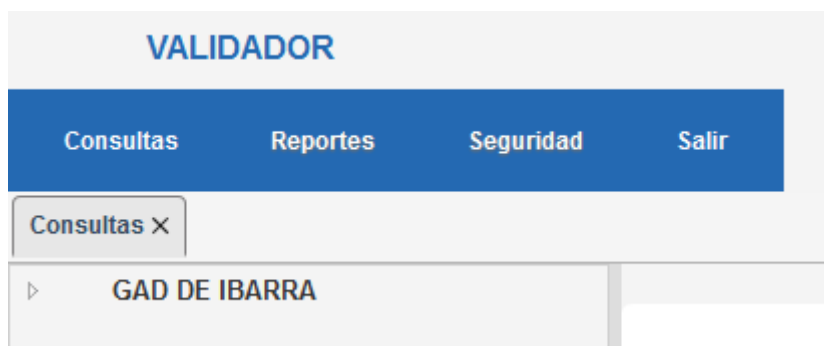 VALIDADOR
Consultas Reportes Seguridad Salir
Consultas
GAD DE IBARRA